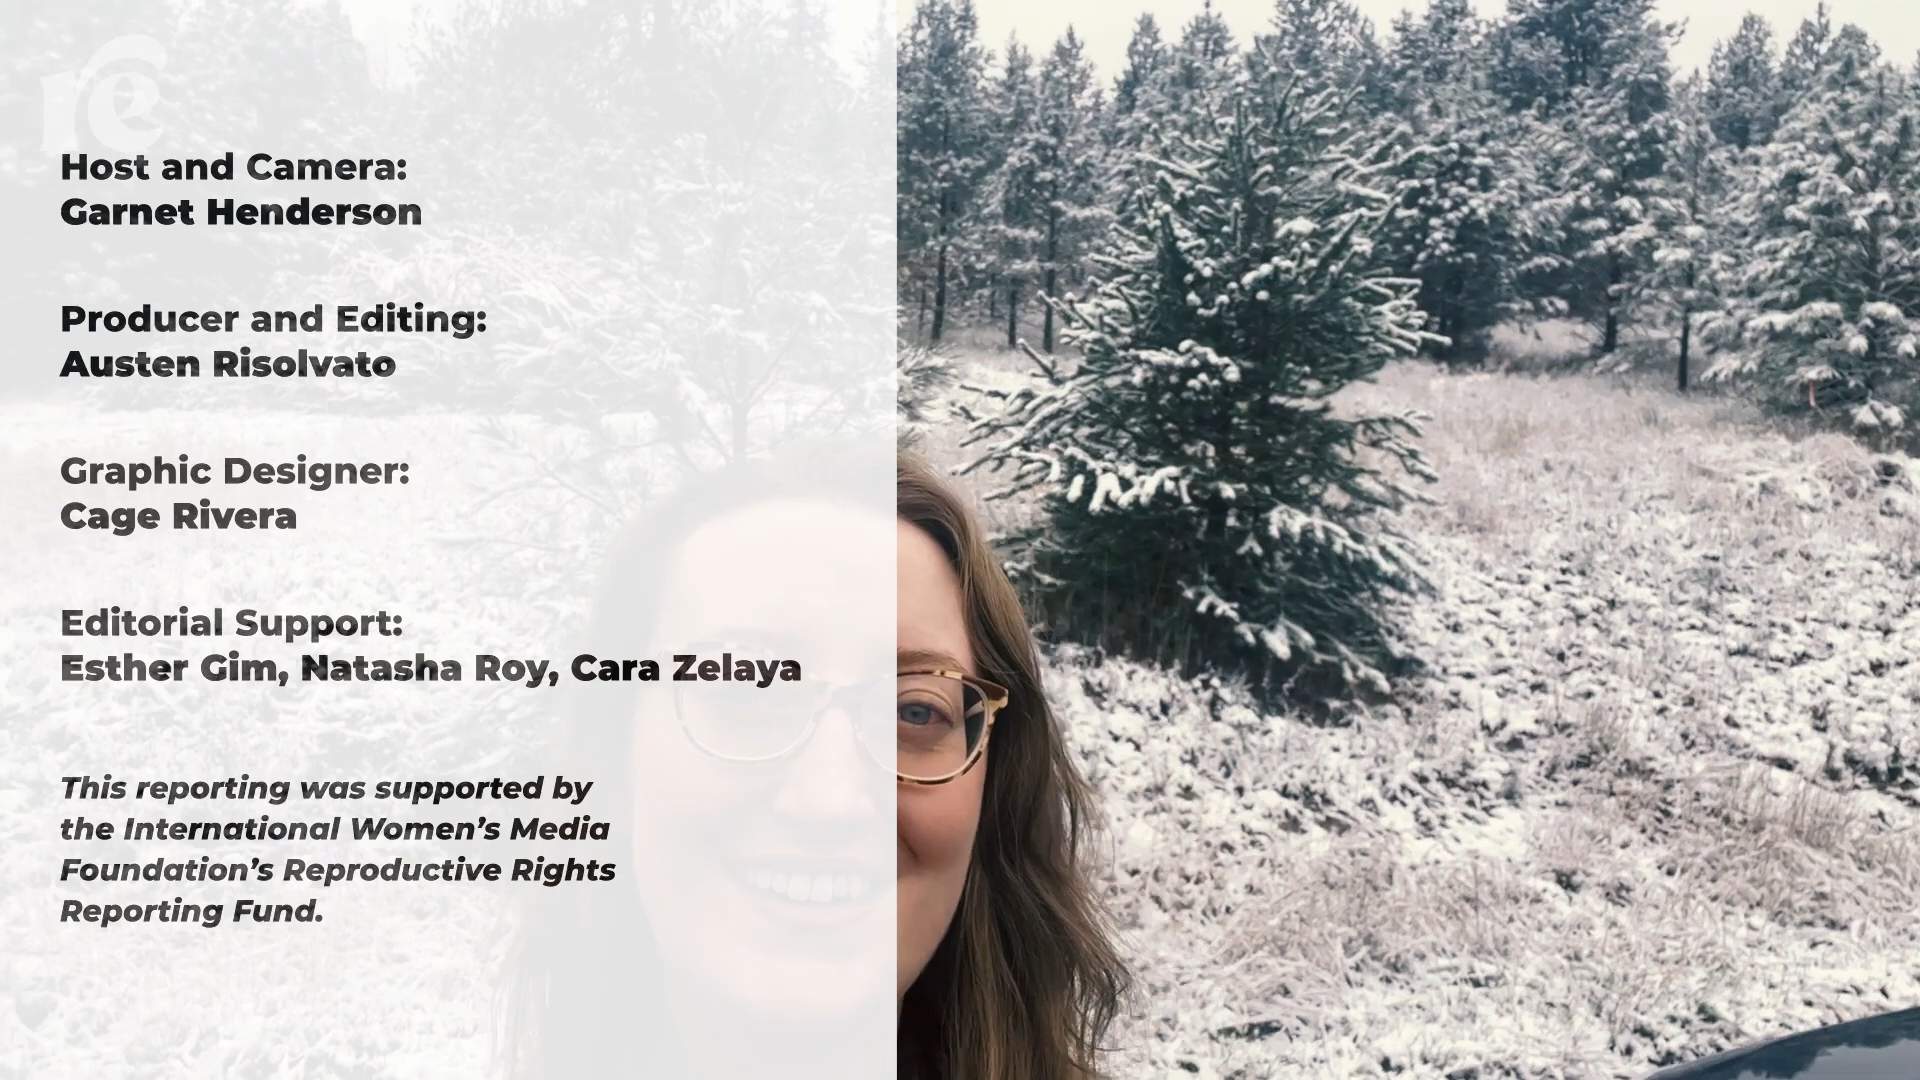 re
Host and Camera:
Garnet Henderson
Producer and Editing:
Austen Risolvato
Graphic Designer:
Cage Rivera
Editorial Support:
Esther Gim, Natasha Roy, Cara Zelaya
This reporting was supported by
the International Women’s Media
Foundation’s Reproductive Rights
Reporting Fund.